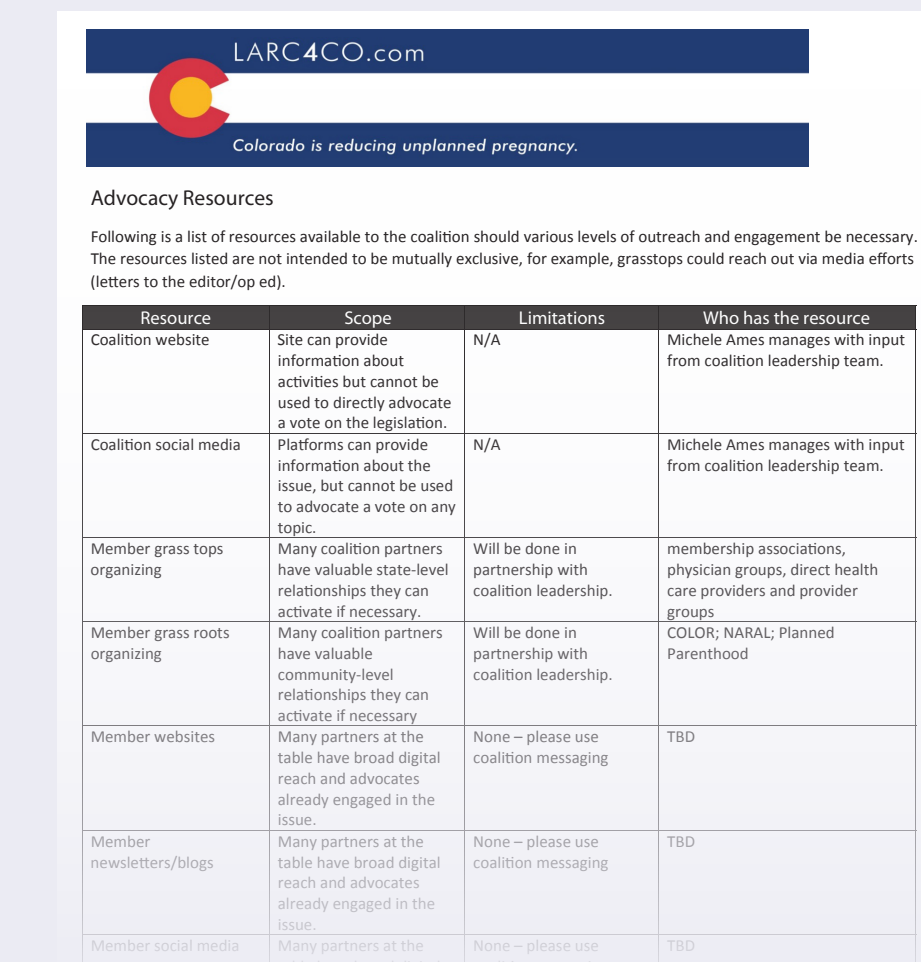 LARC4CO.com
Colorado is reducing unplanned pregnancy.
Advocacy Resources
Following is a list of resources available to the coalition should various levels of outreach and engagement be necessary.
The resources listed are not intended to be mutually exclusive, for example, grasstops could reach out via media efforts
(letters to the editor/op ed).
Resource Scope Limitations Who has the resource
Coalition website Site can provide N/A Michele Ames manages with input
information about from coalition leadership team.
activities but cannot be
used to directly advocate
a vote on the legislation.
Coalition social media Platforms can provide N/A Michele Ames manages with input
information about the from coalition leadership team.
issue, but cannot be used
to advocate a vote on any
topic.
Member grass tops Many coalition partners Will be done in membership associations,
organizing have valuable state-level partnership with physician groups, direct health
relationships they can coalition leadership. care providers and provider
activate if necessary. groups
Member grass roots Many coalition partners Will be done in COLOR; NARAL; Planned
organizing have valuable partnership with Parenthood
community-level coalition leadership.
relationships they can
activate if necessary
Member websites Many partners at the None – please use TBD
table have broad digital coalition messaging
reach and advocates
already engaged in the
issue.
Member Many partners at the None – please use TBD
newsletters/blogs table have broad digital coalition messaging
reach and advocates
already engaged in the
issue.
Member social media Many partners at the None – please use TBD